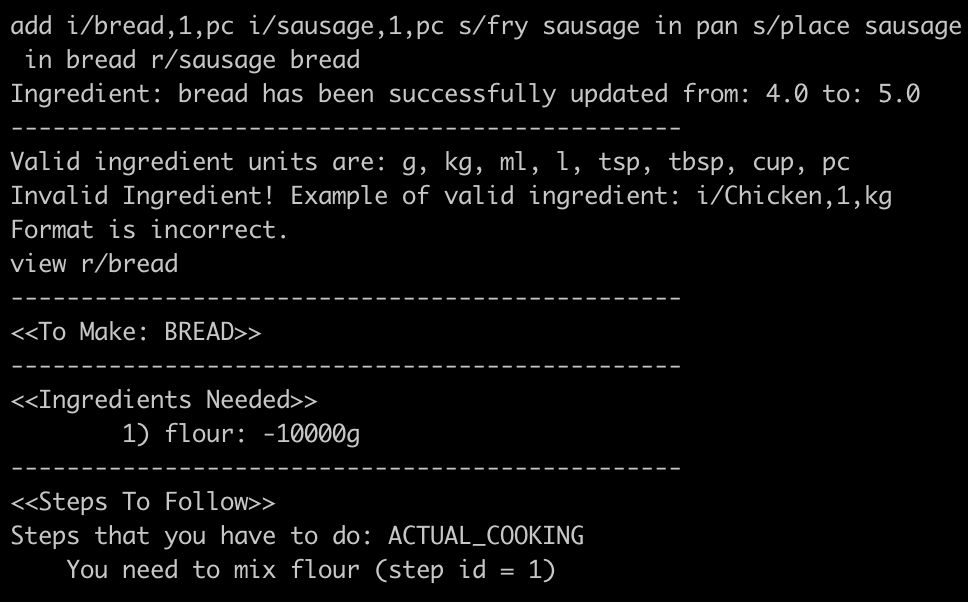 add i/bread,1,pc i/sausage,1,pc s/fry sausage in pan s/place sausage
 in bread r/sausage bread
Ingredient: bread has been successfully updated from: 4.0 to: 5.0
------------------------------------------------
Valid ingredient units are: g, kg, ml, l, tsp, tbsp, cup, pc
Invalid Ingredient! Example of valid ingredient: i/Chicken,1,kg
Format is incorrect.
view r/bread
------------------------------------------------
<<To Make: BREAD>>
------------------------------------------------
<<Ingredients Needed>>
        1) flour: -10000g
------------------------------------------------
<<Steps To Follow>>
Steps that you have to do: ACTUAL_COOKING
    You need to mix flour (step id = 1)